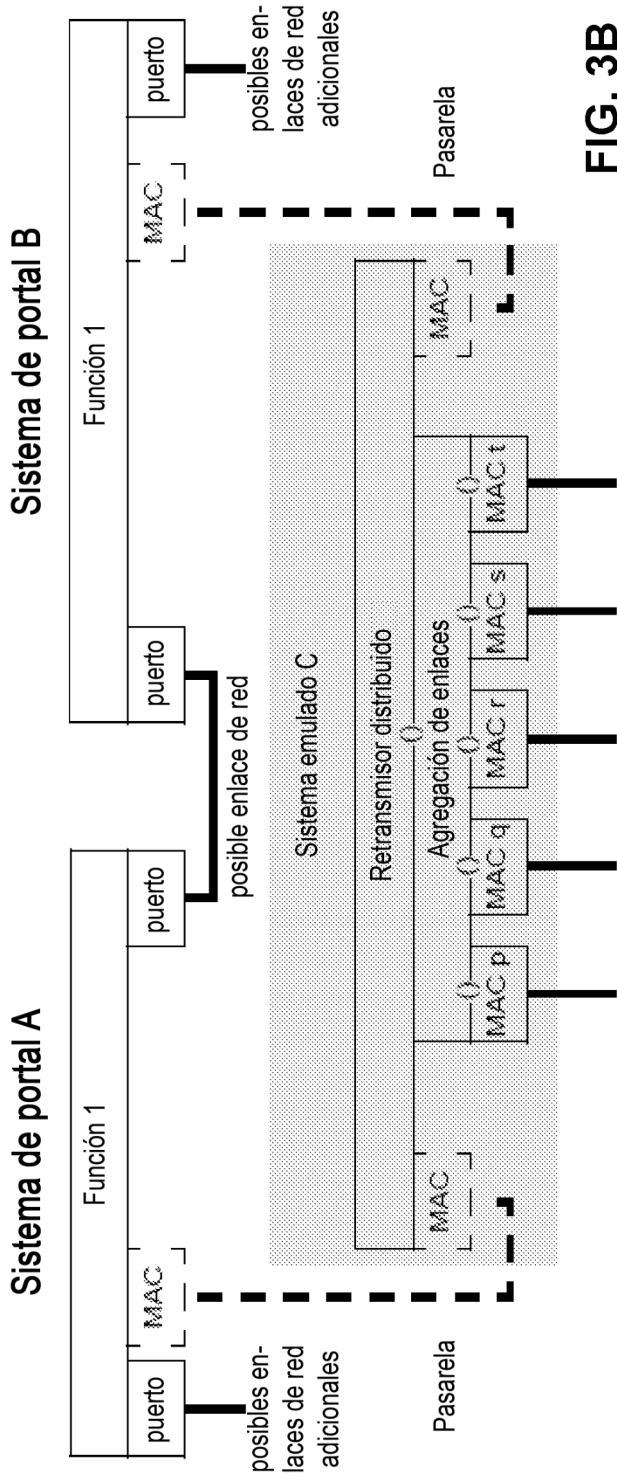 Sistema de portal A
Sistema de portal B
Función 1
Función 1
puerto
MAC
puerto
puerto
MAC
puerto
posibles en-
laces de red
adicionales
posible enlace de red
posibles en-
laces de red
adicionales
Sistema emulado C
Pasarela
Retransmisor distribuido
Pasarela
MAC
()
MAC
Agregación de enlaces
()
()
()
()
()
MAC p
MAC q
MAC r
MAC s
MAC t
FIG. 3B